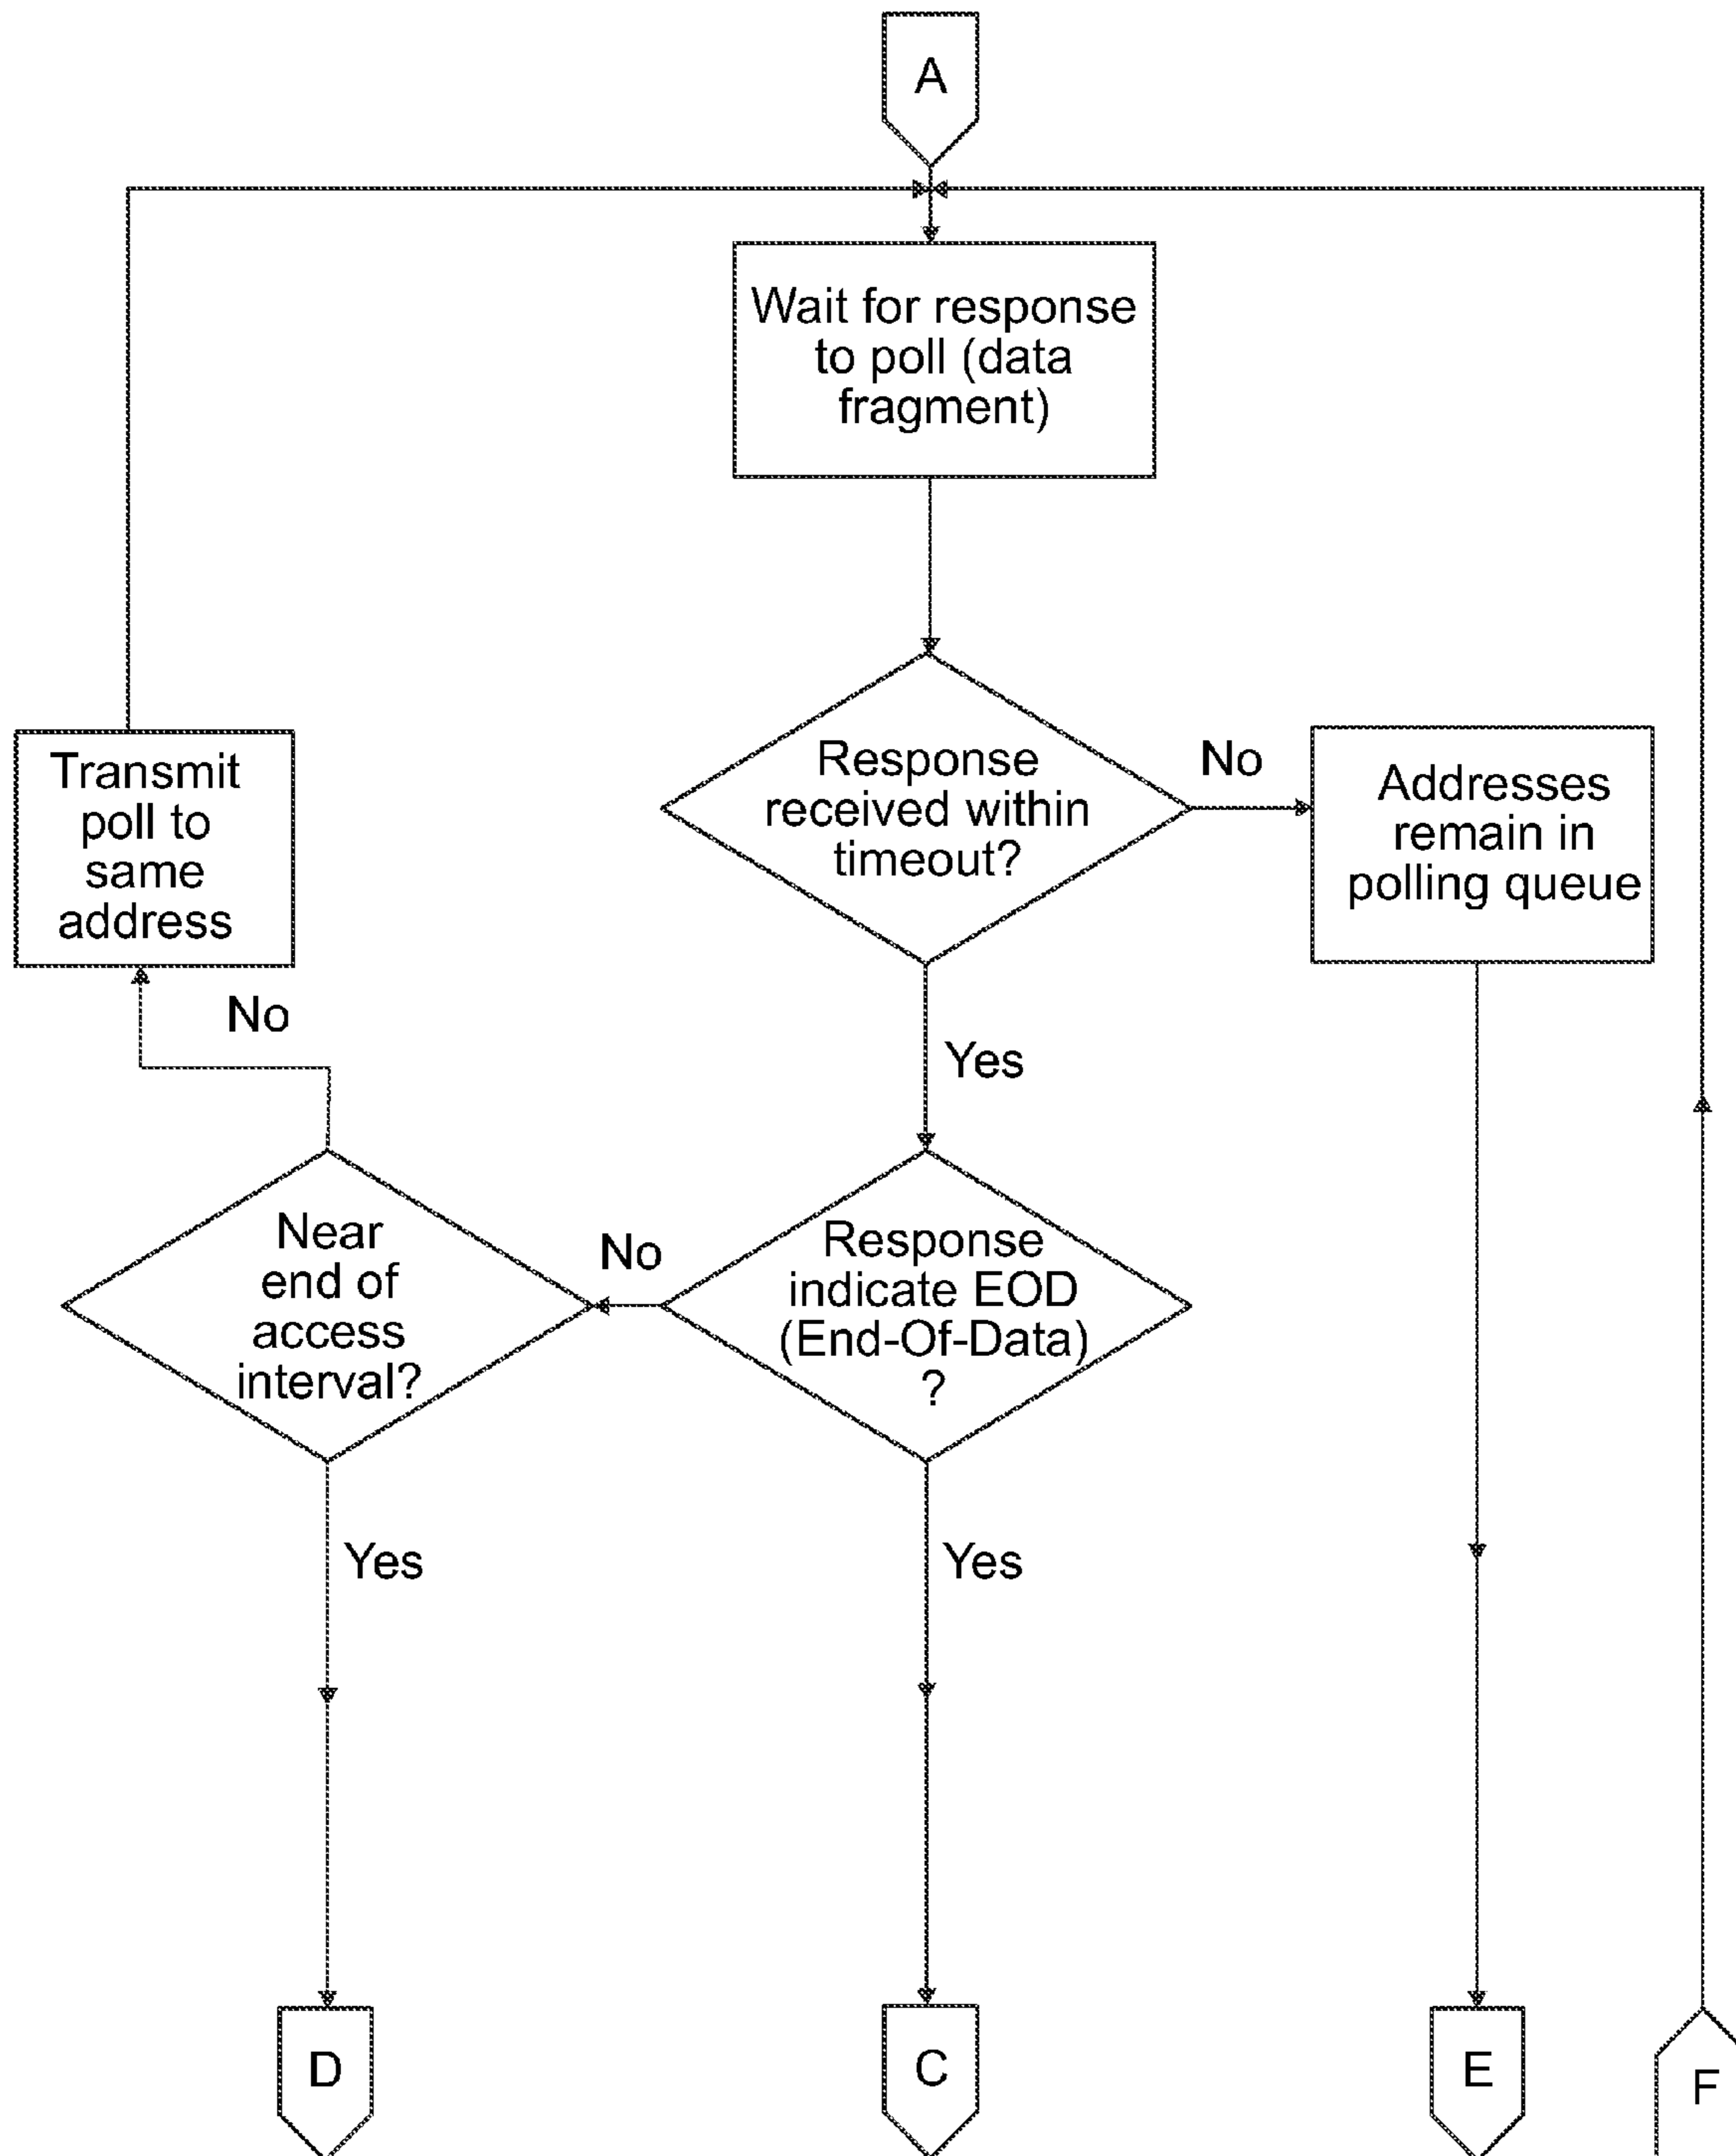 A
Wait for response
to poll (data
fragment)
Transmit
poll to
same
address
Response
received within
timeout?
No
Addresses
remain in
polling queue
No
Yes
Near
end of
access
interval?
No
Response
indicate EOD
(End-Of-Data)
?
Yes
Yes
D
C
E
F